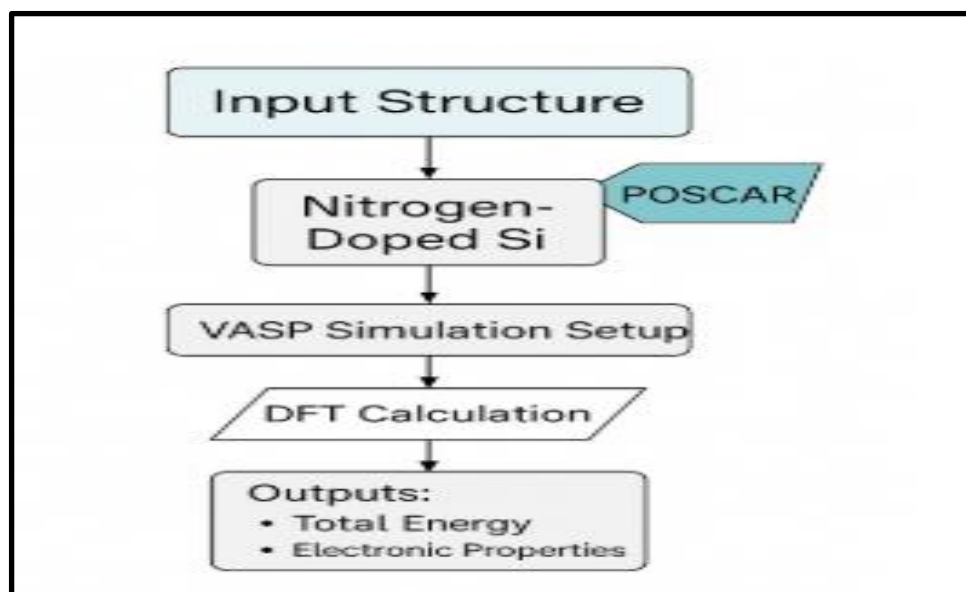 Input Structure
Nitrogen-
Doped Si
POSCAR
VASP Simulation Setup
DFT Calculation
Outputs:
• Total Energy
• Electronic Properties